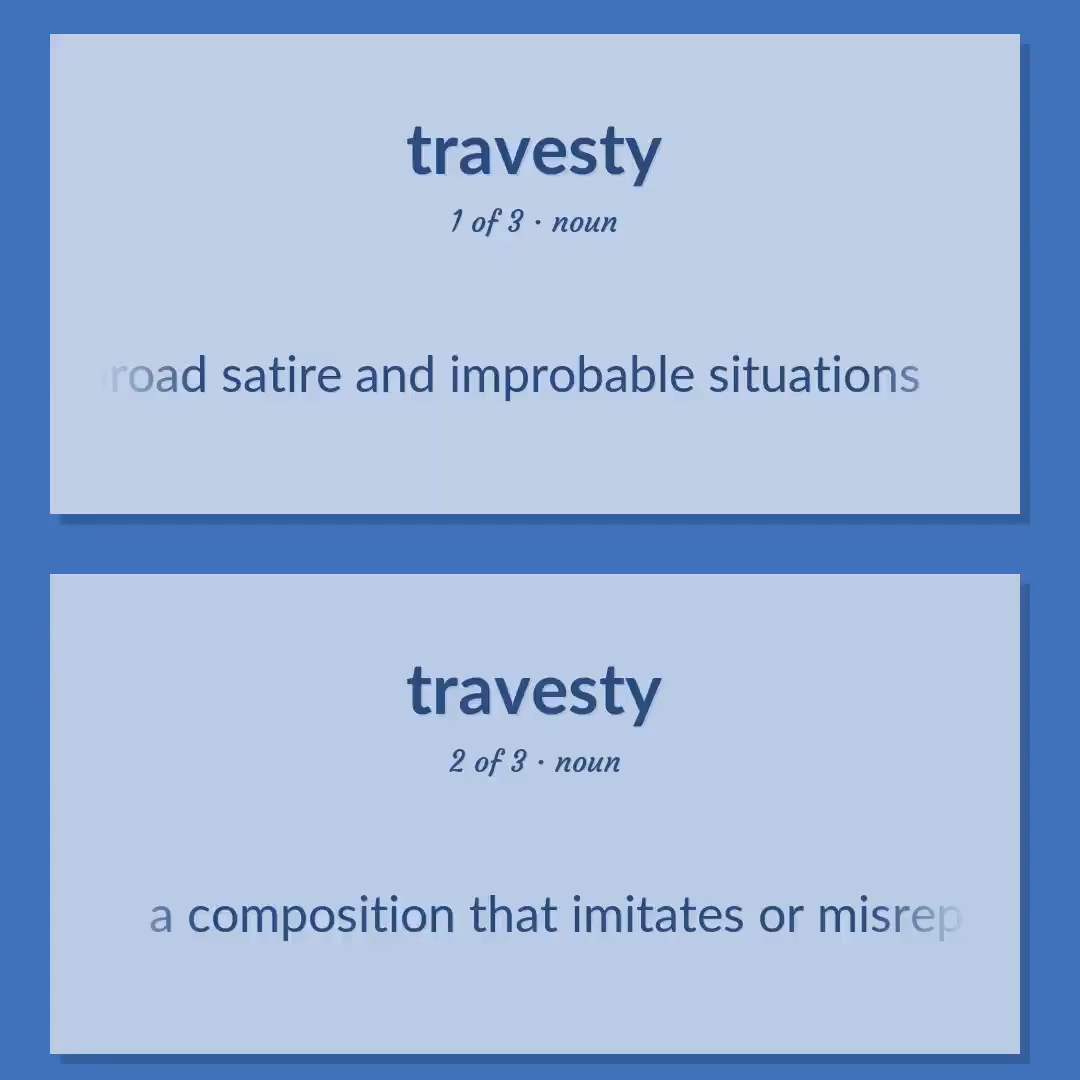 travesty
1 of 3 · noun
road satire and improbable situations
travesty
2 of 3 · noun
a composition that imitates or misrep